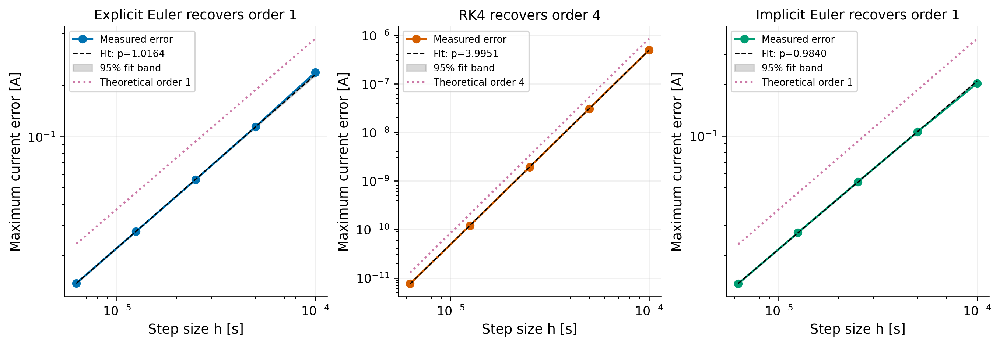 Explicit Euler recovers order 1
Measured error
Fit: p=1.0164
95% fit band
Theoretical order 1
Maximum current error [A]
10⁻¹
10⁻⁵
10⁻⁴
Step size h [s]
RK4 recovers order 4
Measured error
Fit: p=3.9951
95% fit band
Theoretical order 4
Maximum current error [A]
10⁻⁶
10⁻⁷
10⁻⁸
10⁻⁹
10⁻¹⁰
10⁻¹¹
10⁻⁵
10⁻⁴
Step size h [s]
Implicit Euler recovers order 1
Measured error
Fit: p=0.9840
95% fit band
Theoretical order 1
Maximum current error [A]
10⁻¹
10⁻⁵
10⁻⁴
Step size h [s]